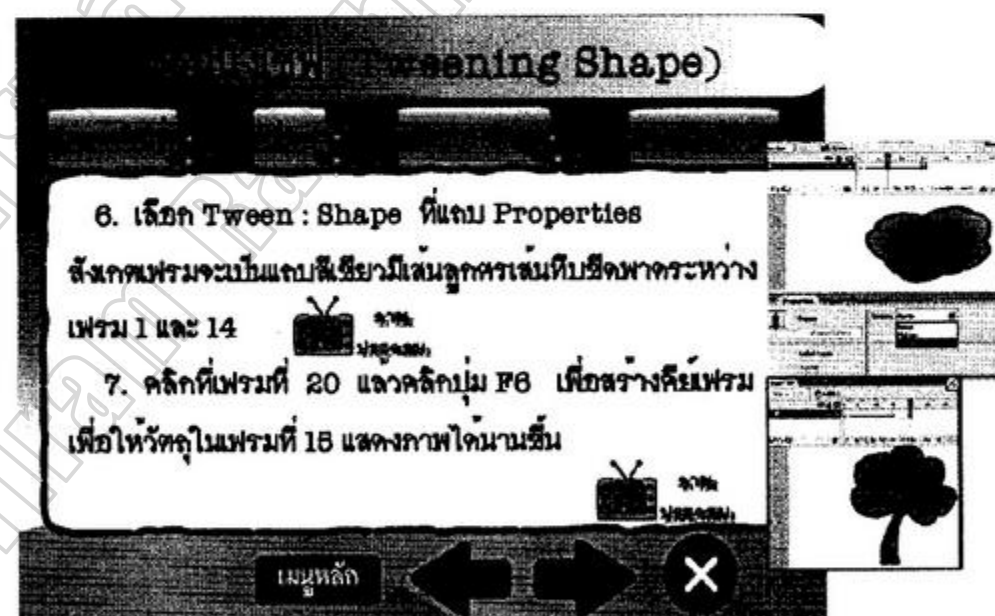 Tweening Shape)
6. เลือก Tween : Shape ที่แถบ Properties
สังเกตเฟรมจะเป็นแถบสีเขียวมีเส้นลูกศรเส้นทึบขีดพาดระหว่าง
เฟรม 1 และ 14
7. คลิกที่เฟรมที่ 20 แล้วคลิกปุ่ม F6 เพื่อสร้างคีย์เฟรม
เพื่อให้วัตถุในเฟรมที่ 15 แสดงภาพได้นานขึ้น
เมนูหลัก